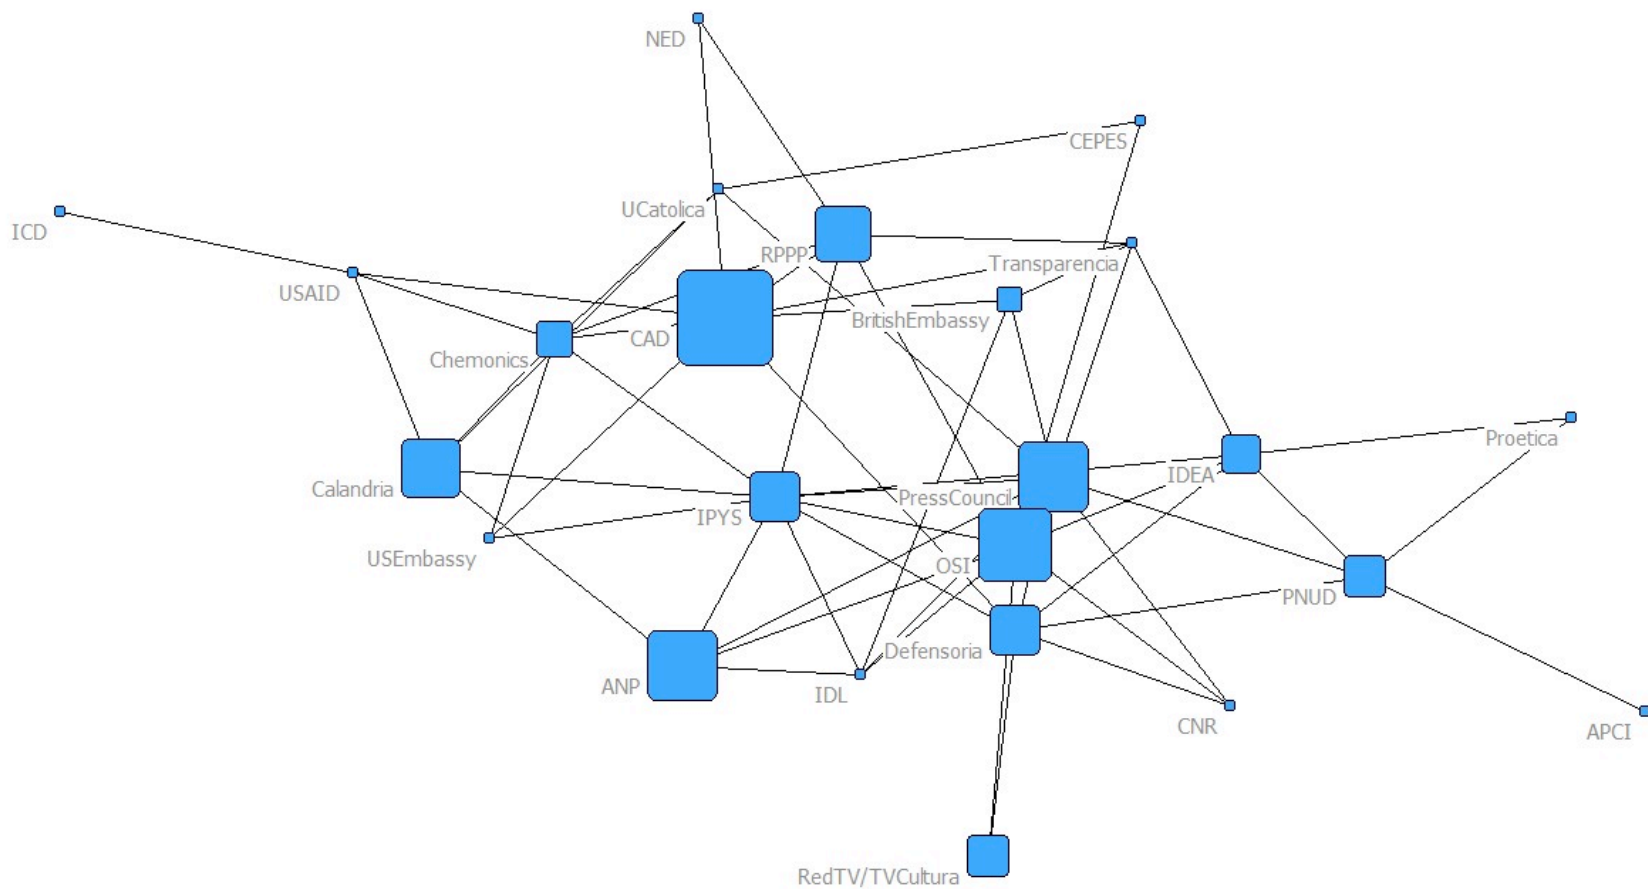 NED
CEPES
UCatolica
ICD
RPPP
Transparencia
USAID
BritishEmbassy
CAD
Chemonics
Proetica
IDEA
Calandria
PressCouncil
IPYS
USEmbassy
OSI
PNUD
Defensoria
ANP
IDL
CNR
APCI
RedTV/TVCultura